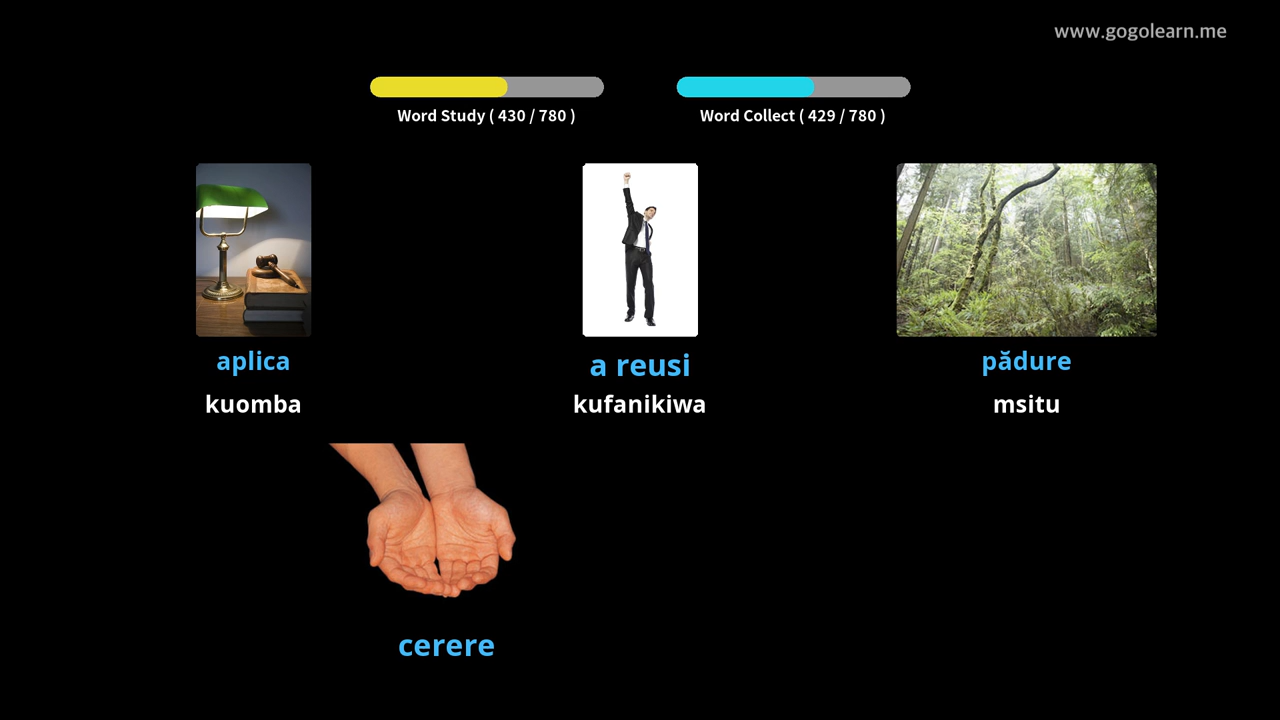 www.gogolearn.me
Word Study ( 430 / 780 )
Word Collect ( 429 / 780 )
aplica
kuomba
a reusi
kufanikiwa
pădure
msitu
cerere